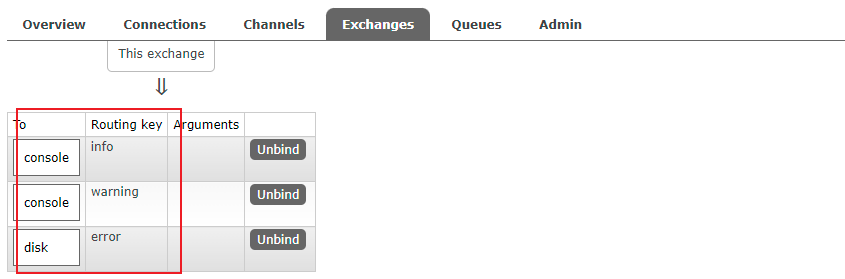 Overview Connections Channels Exchanges Queues Admin
This exchange
⇓
To Routing key Arguments
console info Unbind
console warning Unbind
disk error Unbind